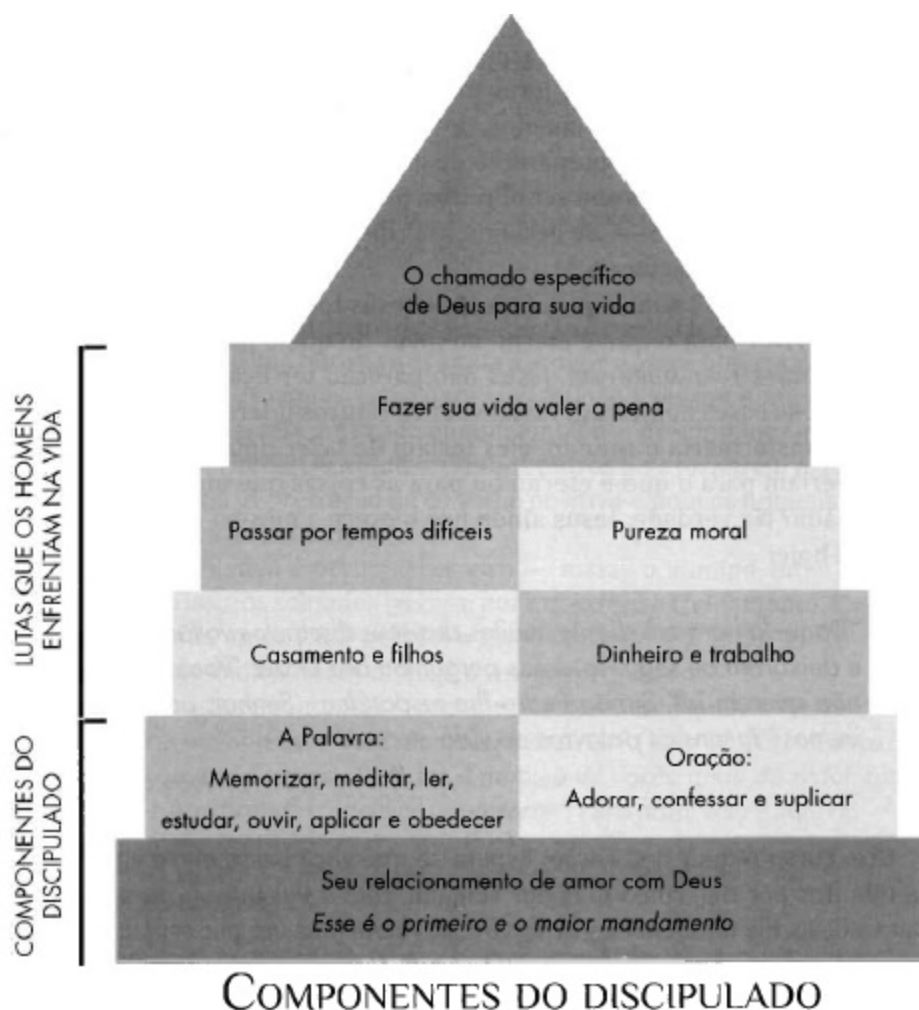 O chamado específico
de Deus para sua vida
LUTAS QUE OS HOMENS
ENFRENTAM NA VIDA
Fazer sua vida valer a pena
Passar por tempos difíceis
Pureza moral
Casamento e filhos
Dinheiro e trabalho
COMPONENTES DO
DISCIPULADO
A Palavra:
Memorizar, meditar, ler,
estudar, ouvir, aplicar e obedecer
Oração:
Adorar, confessar e suplicar
Seu relacionamento de amor com Deus
Esse é o primeiro e o maior mandamento
COMPONENTES DO DISCIPULADO